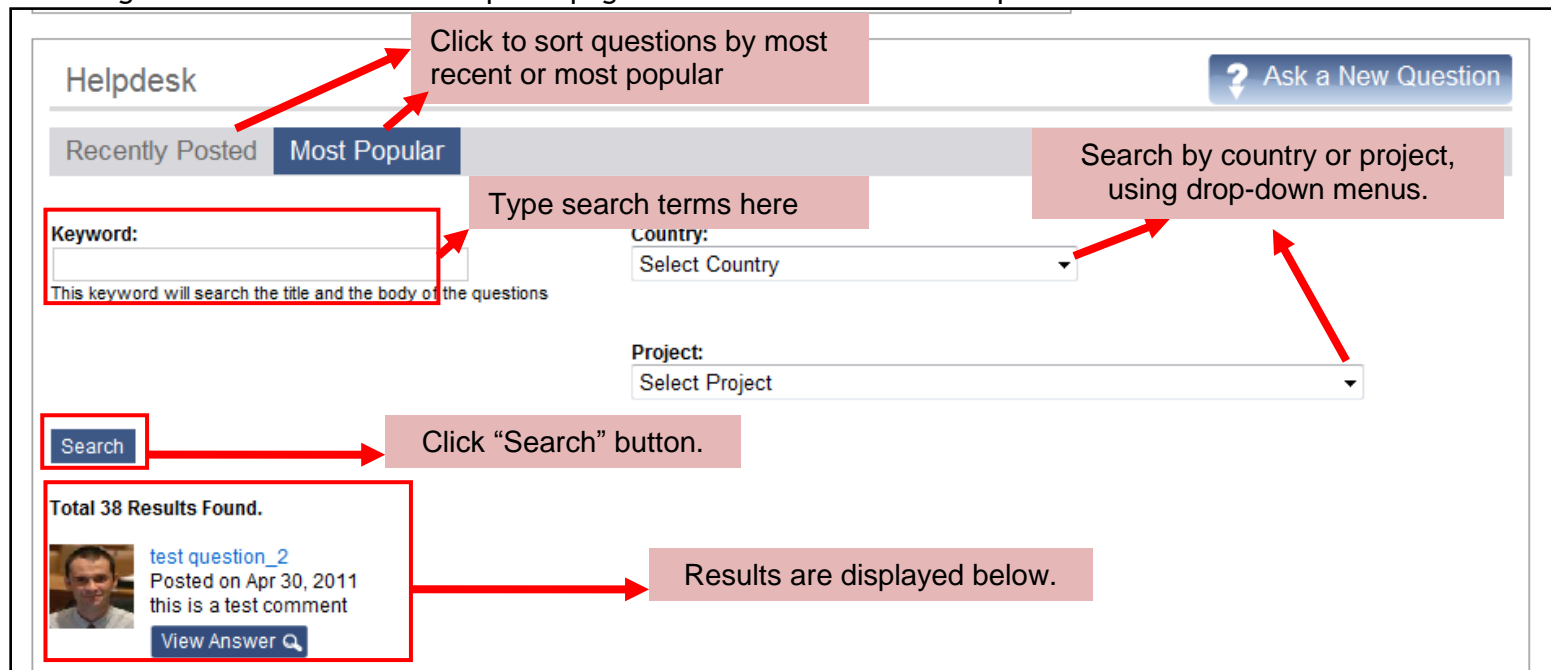 Click to sort questions by most
recent or most popular
Helpdesk
Ask a New Question
Recently Posted
Most Popular
Search by country or project,
using drop-down menus.
Type search terms here
Keyword:
Country:
Select Country
This keyword will search the title and the body of the questions
Project:
Select Project
Search
Click “Search” button.
Total 38 Results Found.
test question_2
Posted on Apr 30, 2011
this is a test comment
Results are displayed below.
View Answer